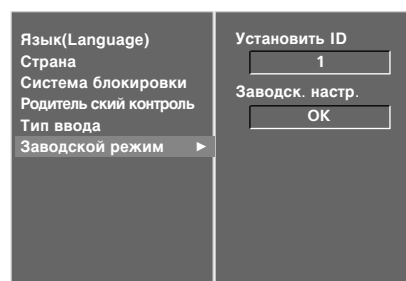 Язык(Language)
Страна
Система блокировки
Родитель ский контроль
Тип ввода
Заводской режим ►
Установить ID
1
Заводск. настр.
OK